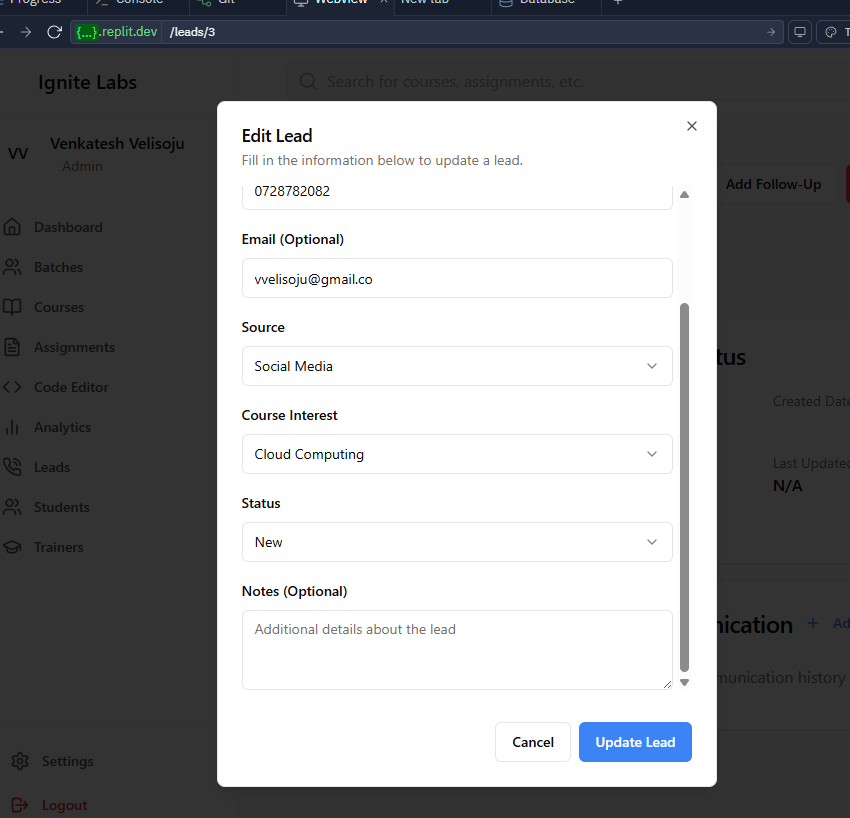 Progress
Console
Git
Webview
New tab
Database
{...}.replit.dev /leads/3
Ignite Labs
Search for courses, assignments, etc.
VV
Venkatesh Velisoju
Admin
Dashboard
Batches
Courses
Assignments
Code Editor
Analytics
Leads
Students
Trainers
Settings
Logout
Edit Lead
Fill in the information below to update a lead.
0728782082
Email (Optional)
vvelisoju@gmail.co
Source
Social Media
Course Interest
Cloud Computing
Status
New
Notes (Optional)
Additional details about the lead
Cancel
Update Lead
Add Follow-Up
tus
Created Date
Last Updated
N/A
nication
+ Ad
munication history